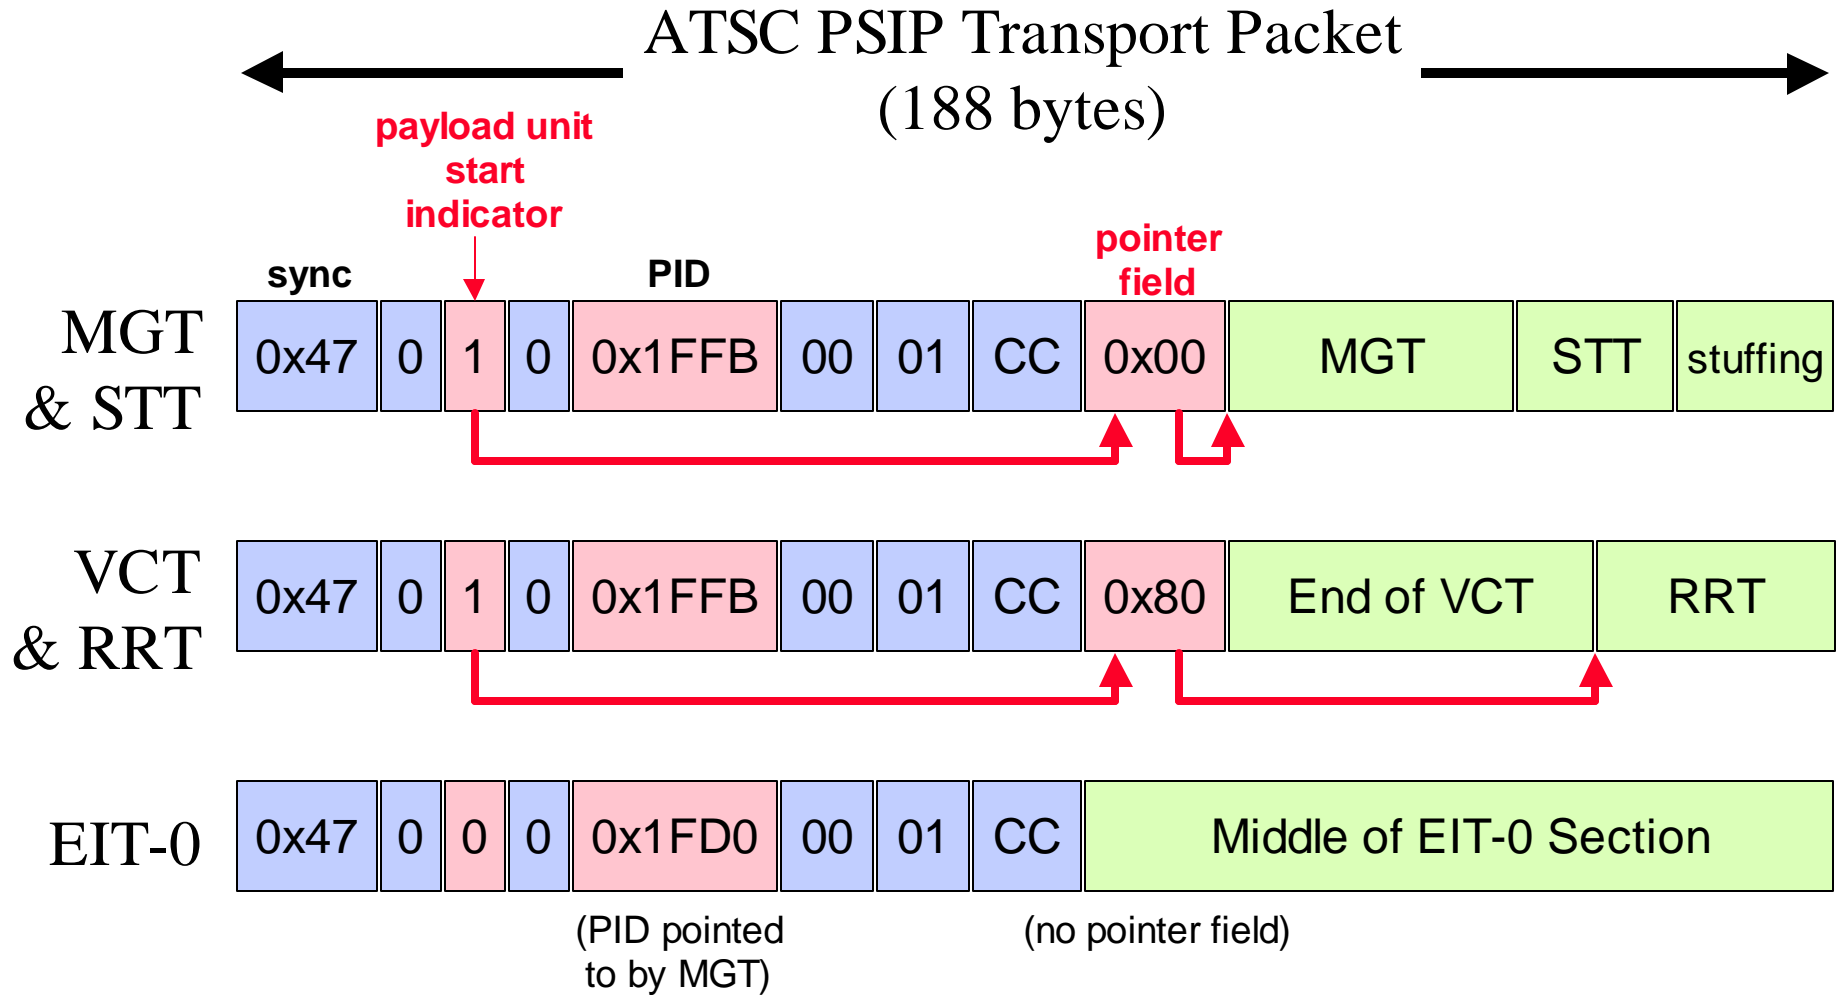 ATSC PSIP Transport Packet
(188 bytes)
payload unit
start
indicator
pointer
field
sync
PID
MGT
& STT
0x47 0 1 0 0x1FFB 00 01 CC 0x00 MGT STT stuffing
VCT
& RRT
0x47 0 1 0 0x1FFB 00 01 CC 0x80 End of VCT RRT
EIT-0 0x47 0 0 0 0x1FD0 00 01 CC Middle of EIT-0 Section
(PID pointed
to by MGT)
(no pointer field)